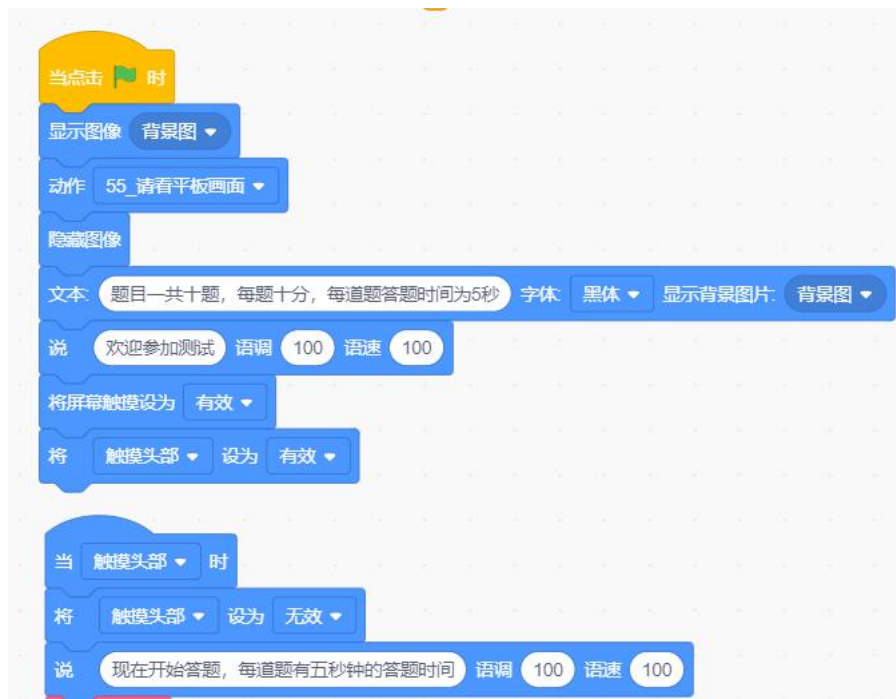 当点击 时
显示图像 背景图
动作 55_请看平板画面
隐藏图像
文本: 题目一共十题，每题十分，每道题答题时间为5秒 字体: 黑体 显示背景图片: 背景图
说 欢迎参加测试 语调 100 语速 100
将屏幕触摸设为 有效
将 触摸头部 设为 有效
当 触摸头部 时
将 触摸头部 设为 无效
说 现在开始答题，每道题有五秒钟的答题时间 语调 100 语速 100